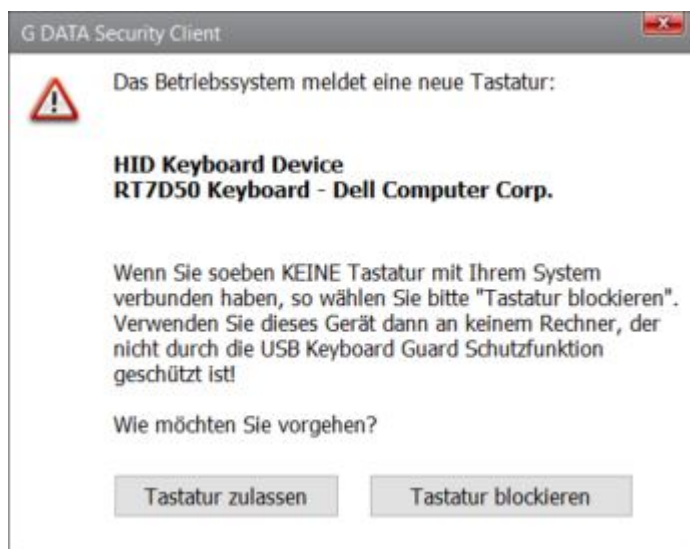 G DATA Security Client
Das Betriebssystem meldet eine neue Tastatur:
HID Keyboard Device
RT7D50 Keyboard - Dell Computer Corp.
Wenn Sie soeben KEINE Tastatur mit Ihrem System
verbunden haben, so wählen Sie bitte "Tastatur blockieren".
Verwenden Sie dieses Gerät dann an keinem Rechner, der
nicht durch die USB Keyboard Guard Schutzfunktion
geschützt ist!
Wie möchten Sie vorgehen?
Tastatur zulassen
Tastatur blockieren